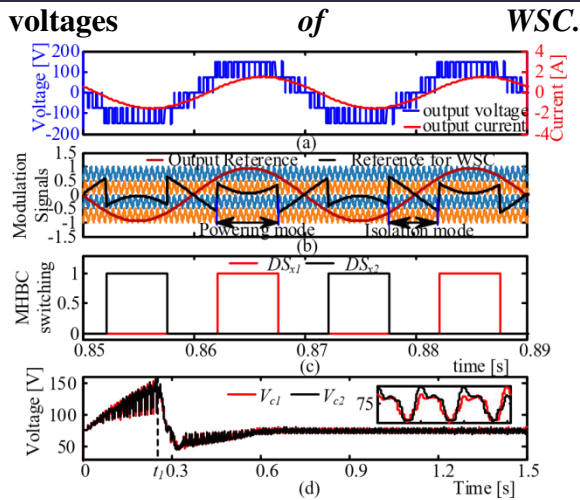 voltages of WSC.
200
100
0
-100
-200
Voltage [V]
4
2
0
-2
-4
Current [A]
output voltage
output current
(a)
1.5
0.5
0
-0.5
-1.5
Modulation
Signals
Output Reference
Reference for WSC
Powering mode
Isolation mode
(b)
1
0.5
0
MHBC
switching
DSx1
DSx2
0.85
0.86
0.87
0.88
0.89
(c)
time [s]
150
100
50
Voltage [V]
Vc1
Vc2
75
0
t1
0.3
0.6
0.9
1.2
1.5
(d)
Time [s]